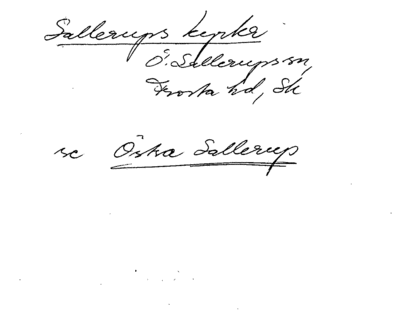 Sallerups kyrka
Ö. Sallerups sn,
Frosta hd, Sk
se Östra Sallerup